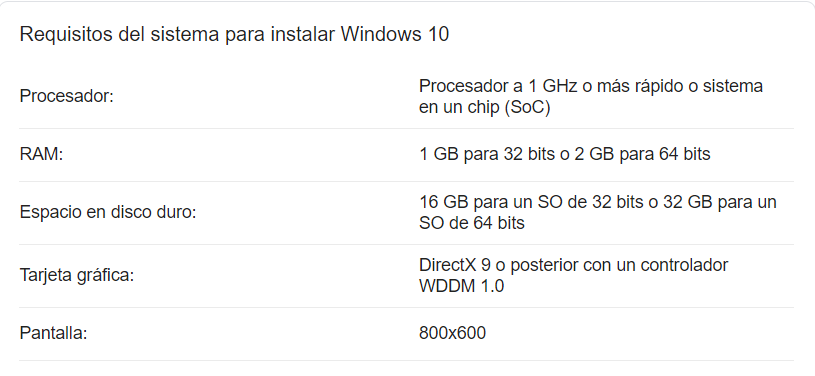 Requisitos del sistema para instalar Windows 10
Procesador:
Procesador a 1 GHz o más rápido o sistema
en un chip (SoC)
RAM:
1 GB para 32 bits o 2 GB para 64 bits
Espacio en disco duro:
16 GB para un SO de 32 bits o 32 GB para un
SO de 64 bits
Tarjeta gráfica:
DirectX 9 o posterior con un controlador
WDDM 1.0
Pantalla:
800x600